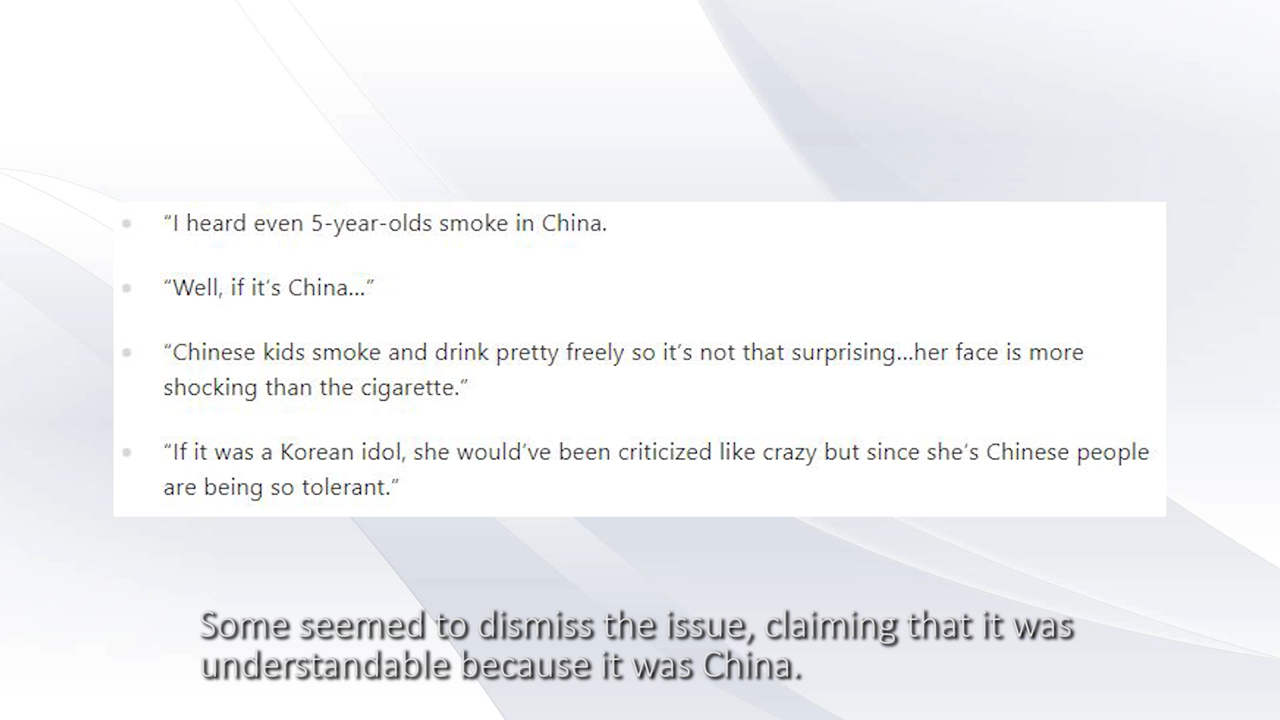 “I heard even 5-year-olds smoke in China.
“Well, if it’s China…”
“Chinese kids smoke and drink pretty freely so it’s not that surprising…her face is more
shocking than the cigarette.”
“If it was a Korean idol, she would’ve been criticized like crazy but since she’s Chinese people
are being so tolerant.”
Some seemed to dismiss the issue, claiming that it was
understandable because it was China.